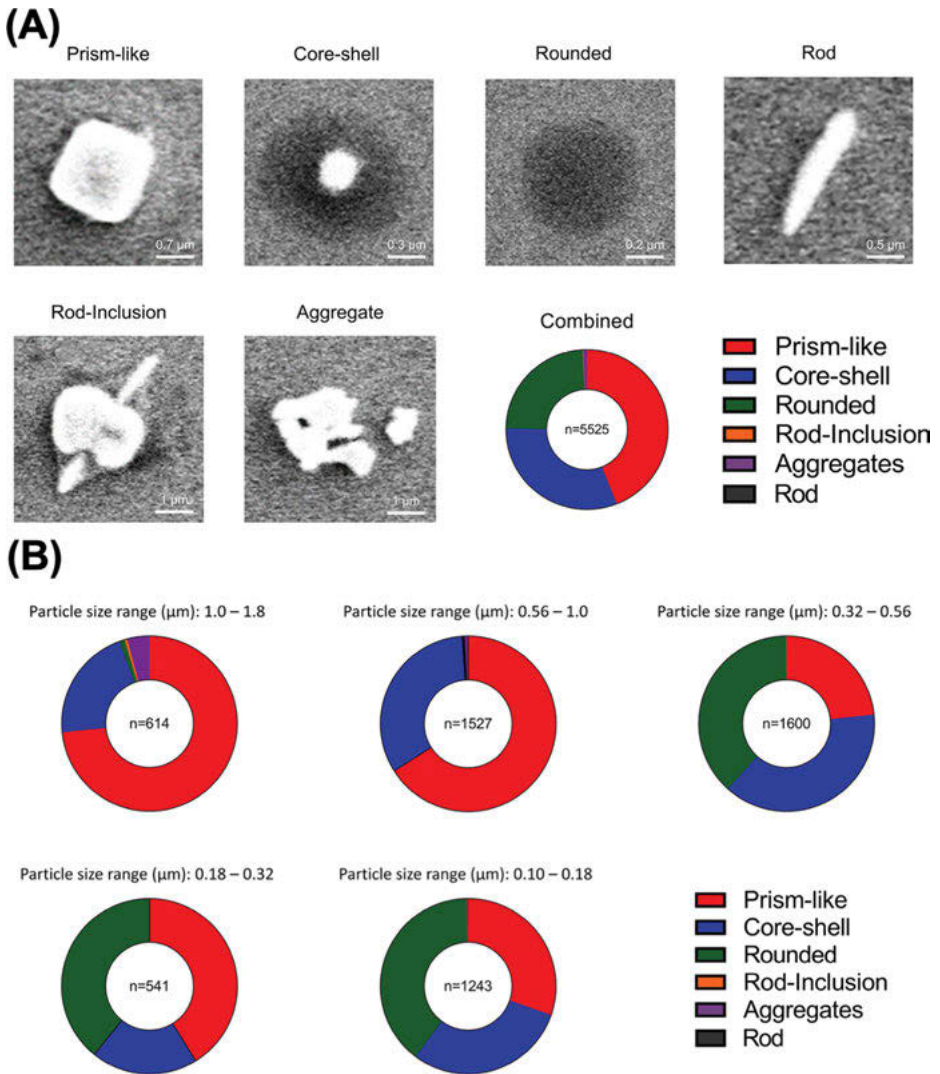 (A)
Prism-like
Core-shell
Rounded
Rod
0.7 µm
0.3 µm
0.2 µm
0.5 µm
Rod-Inclusion
Aggregate
Combined
1 µm
1 µm
n=5525
Prism-like
Core-shell
Rounded
Rod-Inclusion
Aggregates
Rod
(B)
Particle size range (µm): 1.0 – 1.8
Particle size range (µm): 0.56 – 1.0
Particle size range (µm): 0.32 – 0.56
n=614
n=1527
n=1600
Particle size range (µm): 0.18 – 0.32
Particle size range (µm): 0.10 – 0.18
n=541
n=1243
Prism-like
Core-shell
Rounded
Rod-Inclusion
Aggregates
Rod